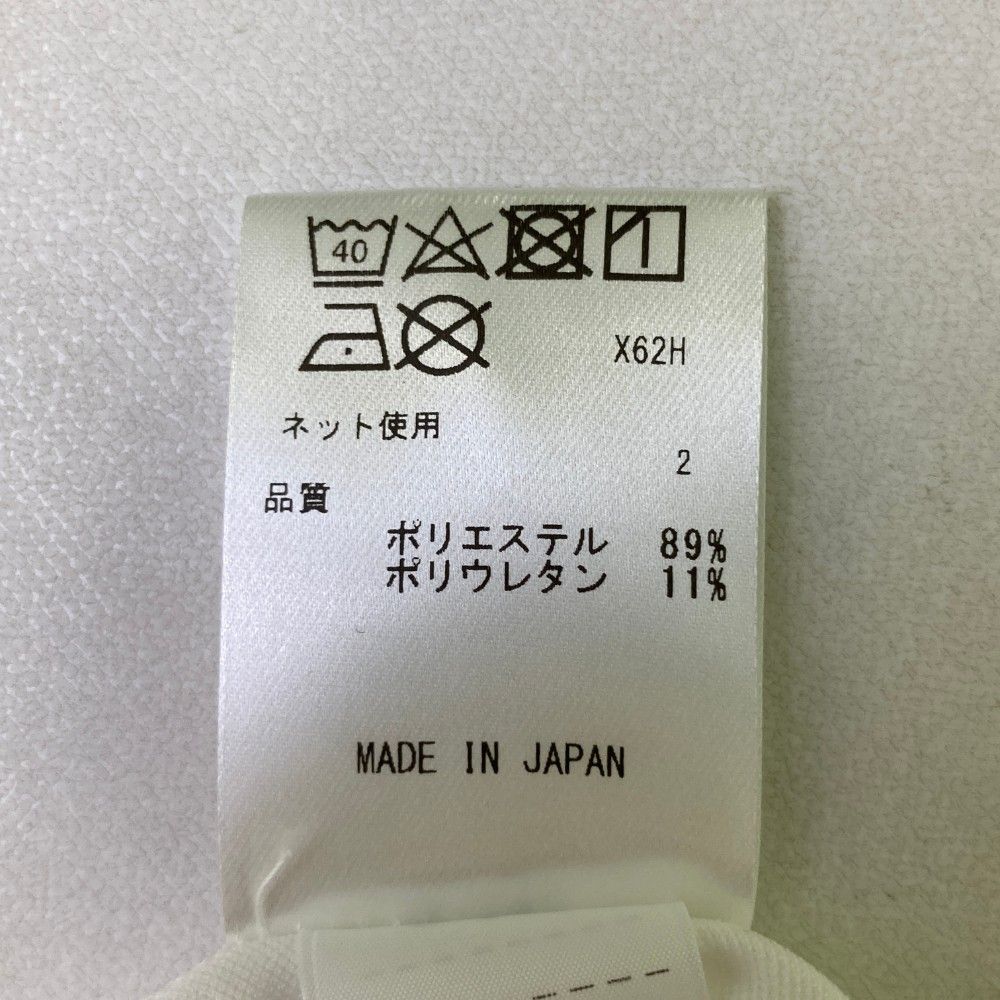 40
X62H
ネット使用
2
品質
ポリエステル 89%
ポリウレタン 11%
MADE IN JAPAN